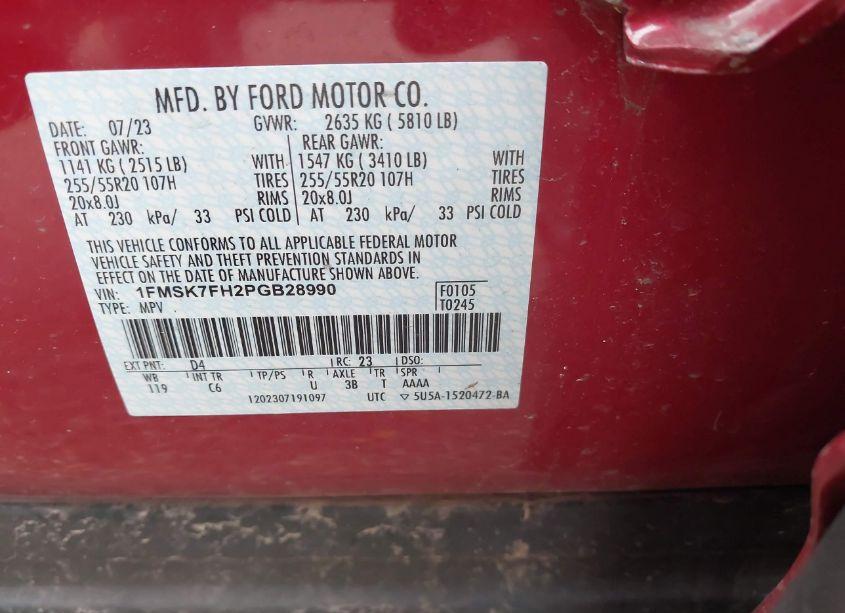 MFD. BY FORD MOTOR CO.
DATE: 07/23 GVWR: 2635 KG ( 5810 LB)
FRONT GAWR: REAR GAWR:
1141 KG ( 2515 LB) WITH 1547 KG ( 3410 LB) WITH
255/55R20 107H TIRES 255/55R20 107H TIRES
20x8.0J RIMS 20x8.0J RIMS
AT 230 kPa/ 33 PSI COLD AT 230 kPa/ 33 PSI COLD
THIS VEHICLE CONFORMS TO ALL APPLICABLE FEDERAL MOTOR
VEHICLE SAFETY AND THEFT PREVENTION STANDARDS IN
EFFECT ON THE DATE OF MANUFACTURE SHOWN ABOVE.
VIN: 1FMSK7FH2PGB28990 F0105
TYPE: MPV T0245
EXT PNT: D4 RC: 23 DSO:
WB INT TR TP/PS R AXLE TR SPR
119 C6 U 3B T AAAA
1202307191097 UTC ▽ 5U5A-1520472-BA